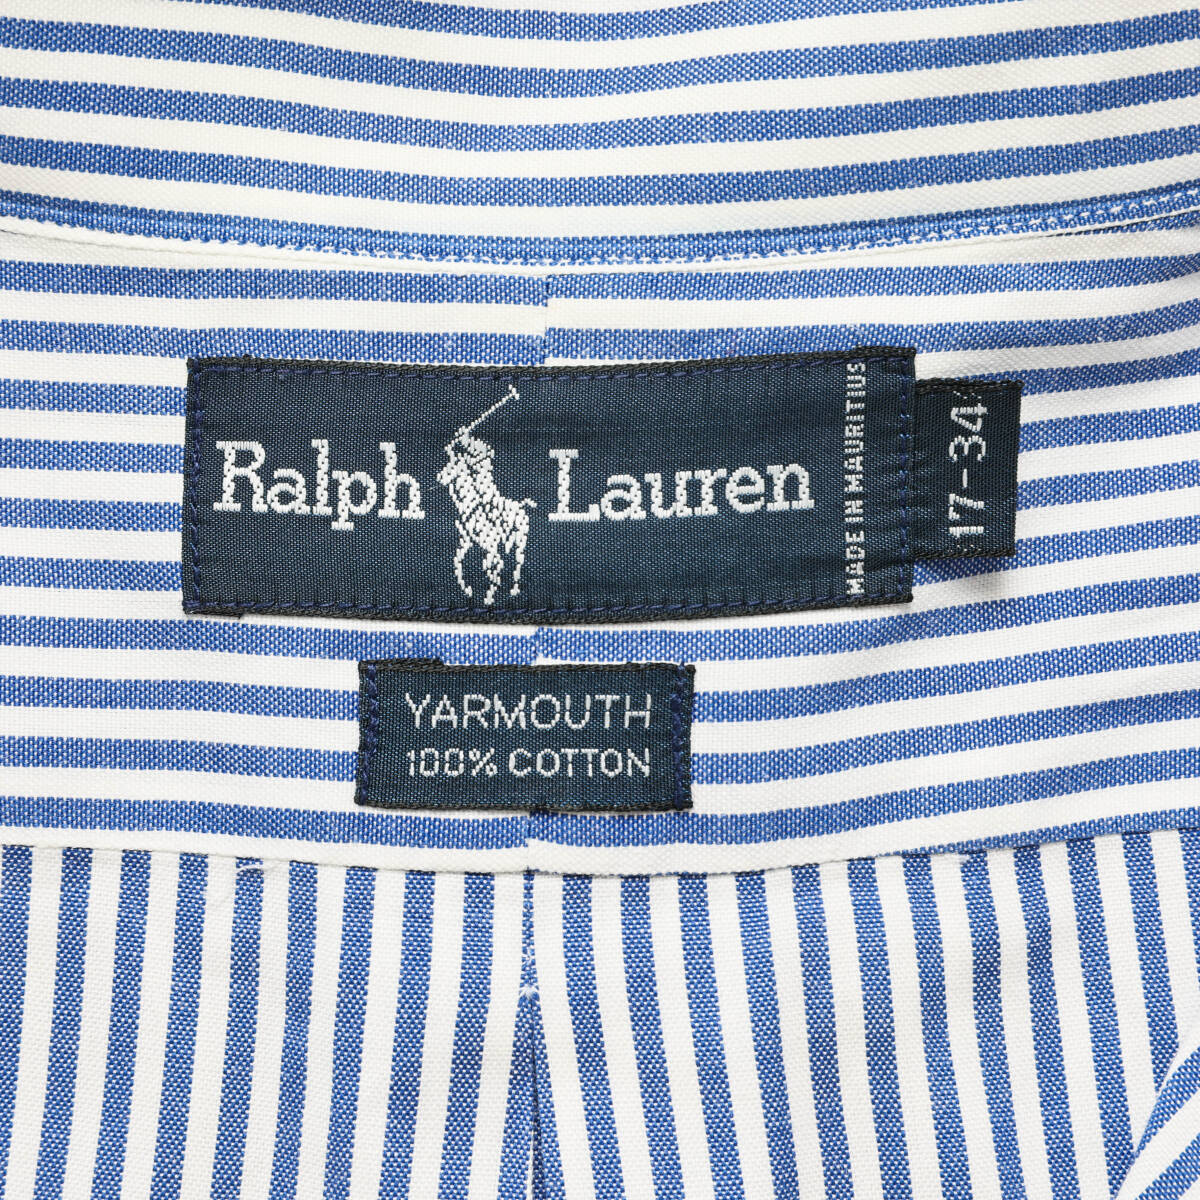 Ralph Lauren
MADE IN MAURITIUS
17-34
YARMOUTH
100% COTTON